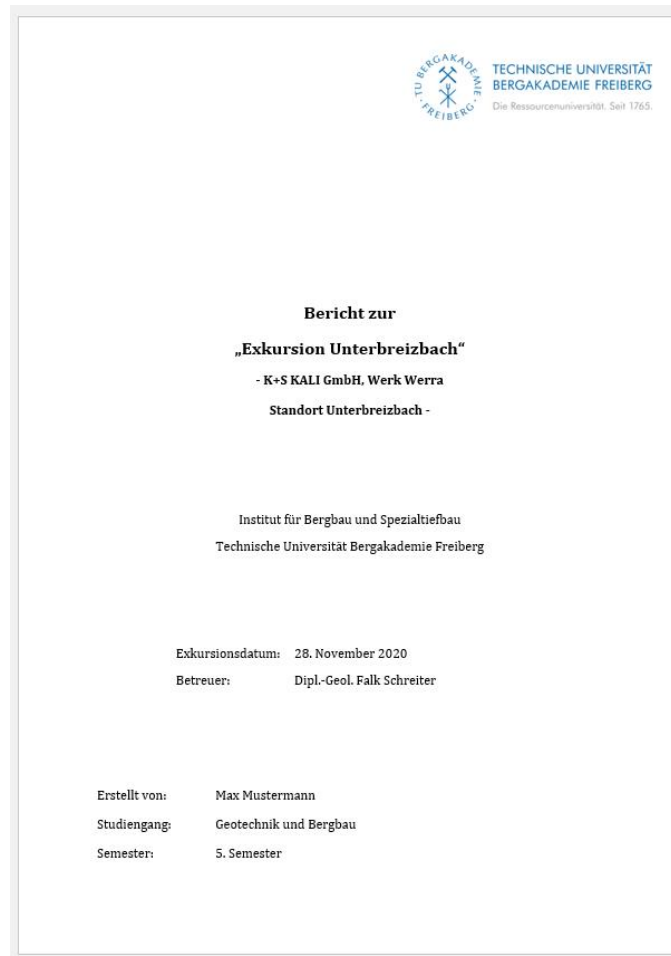 TU BERGAKADEMIE
FREIBERG
TECHNISCHE UNIVERSITÄT
BERGAKADEMIE FREIBERG
Die Ressourcenuniversität. Seit 1765.
Bericht zur
„Exkursion Unterbreizbach“
- K+S KALI GmbH, Werk Werra
Standort Unterbreizbach -
Institut für Bergbau und Spezialtiefbau
Technische Universität Bergakademie Freiberg
Exkursionsdatum: 28. November 2020
Betreuer: Dipl.-Geol. Falk Schreiter
Erstellt von: Max Mustermann
Studiengang: Geotechnik und Bergbau
Semester: 5. Semester